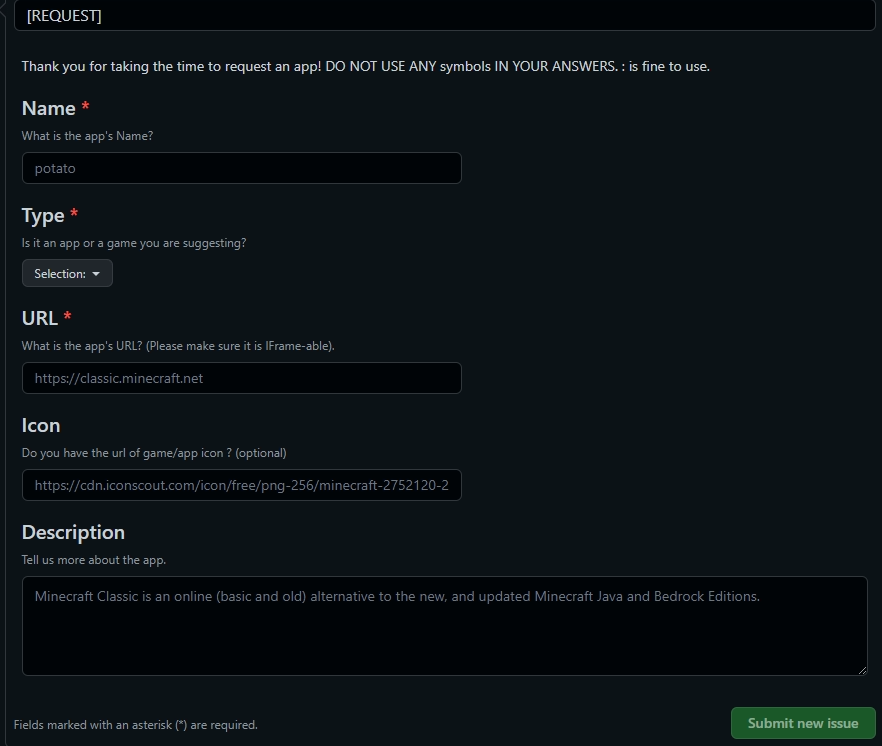 [REQUEST]
Thank you for taking the time to request an app! DO NOT USE ANY symbols IN YOUR ANSWERS. : is fine to use.
Name *
What is the app's Name?
potato
Type *
Is it an app or a game you are suggesting?
Selection:
URL *
What is the app's URL? (Please make sure it is IFrame-able).
https://classic.minecraft.net
Icon
Do you have the url of game/app icon ? (optional)
https://cdn.iconscout.com/icon/free/png-256/minecraft-2752120-2
Description
Tell us more about the app.
Minecraft Classic is an online (basic and old) alternative to the new, and updated Minecraft Java and Bedrock Editions.
Fields marked with an asterisk (*) are required.
Submit new issue